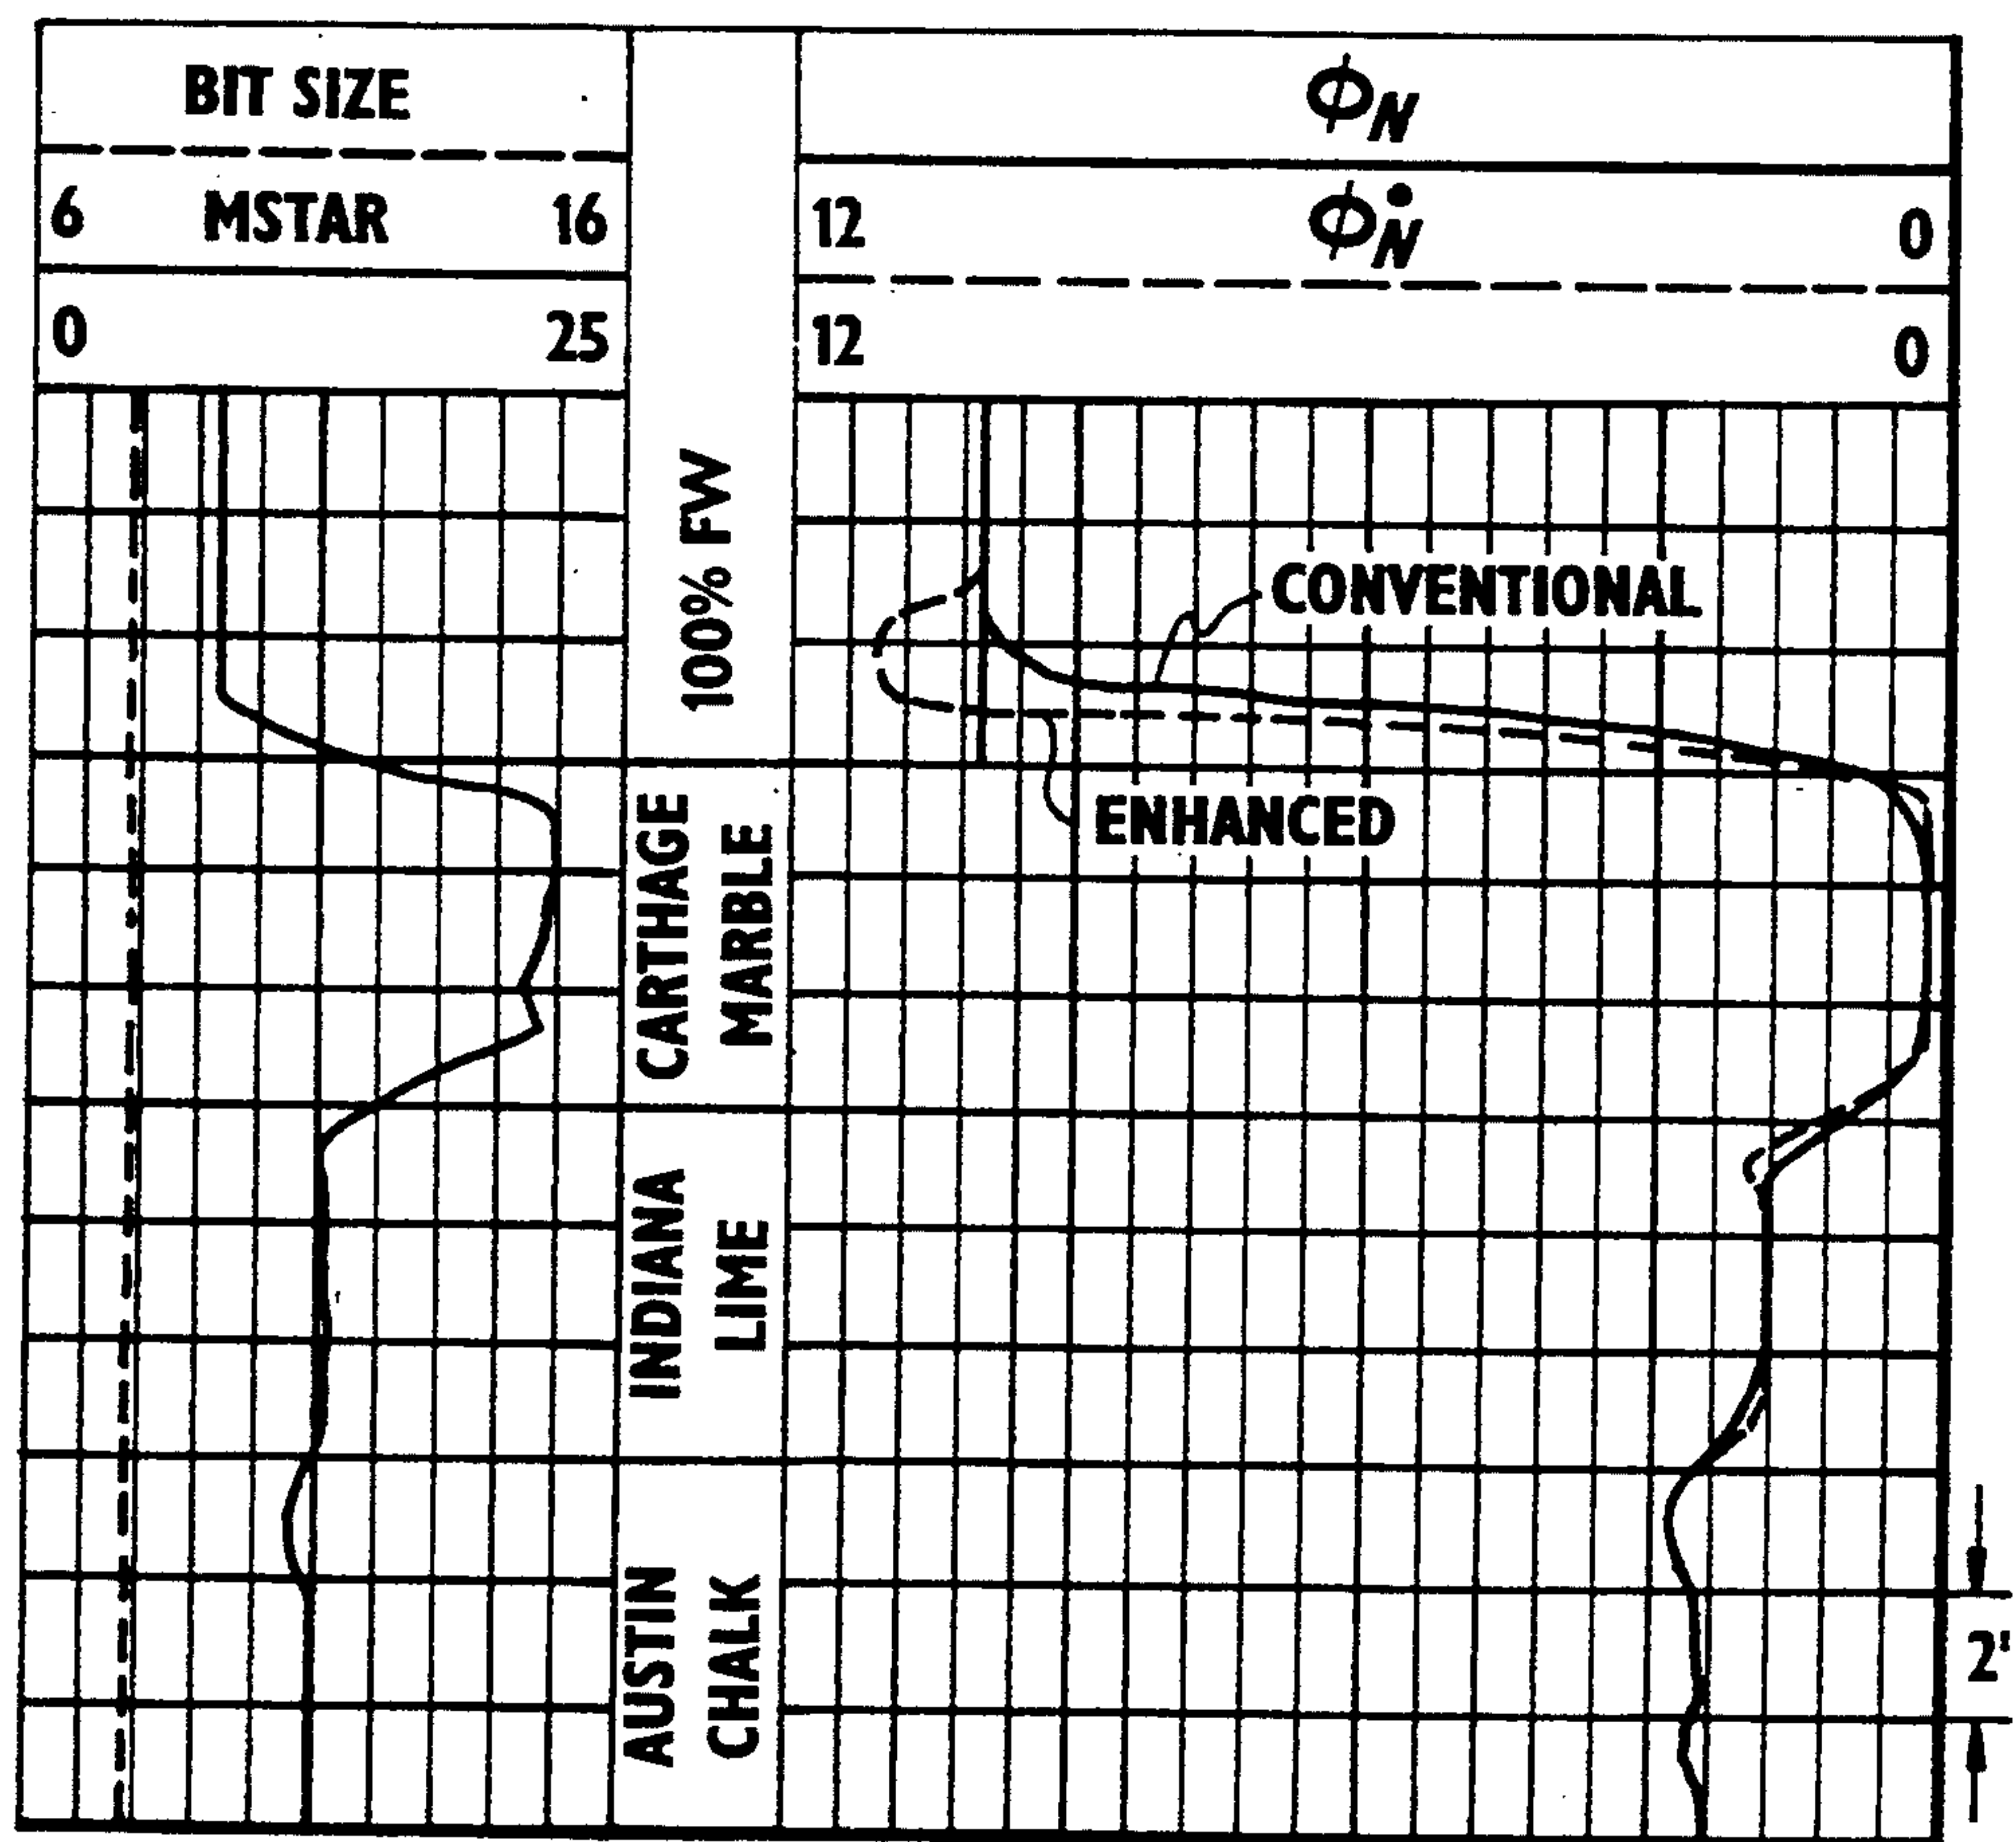 BIT SIZE
6 MSTAR 16
0 25
ϕN
12 ϕṄ 0
12 0
100% FW
CONVENTIONAL
ENHANCED
CARTHAGE
MARBLE
INDIANA
LIME
AUSTIN
CHALK
2'